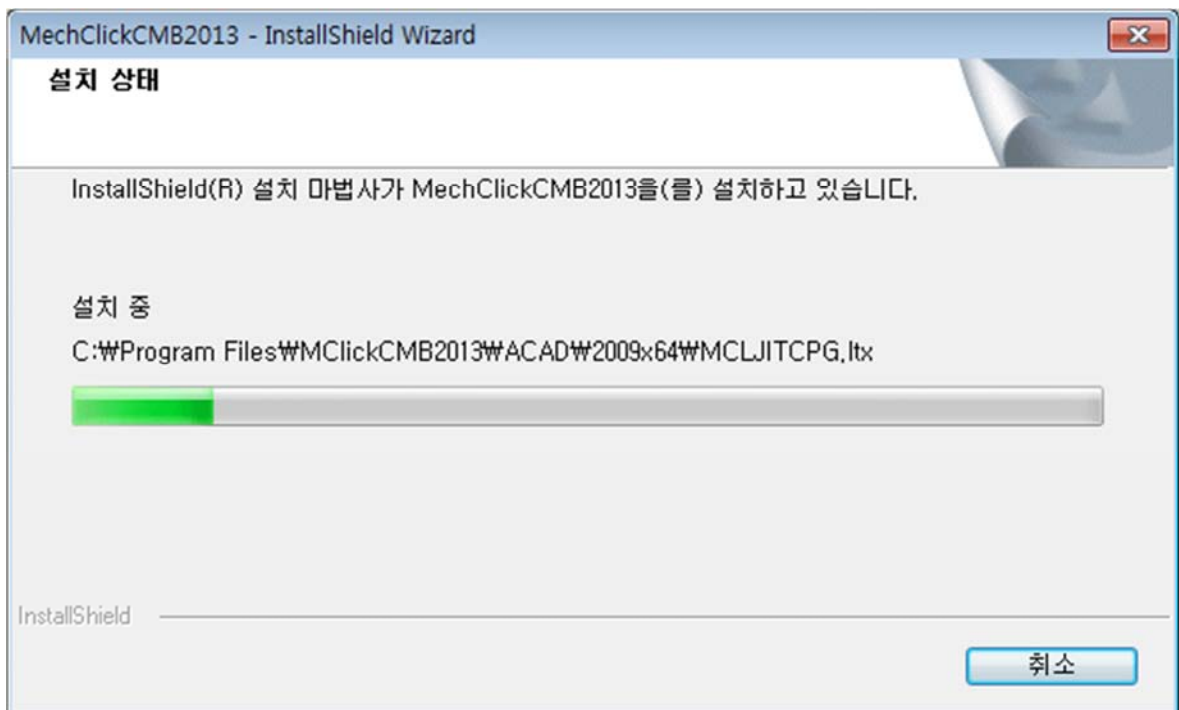 MechClickCMB2013 - InstallShield Wizard
설치 상태
InstallShield(R) 설치 마법사가 MechClickCMB2013을(를) 설치하고 있습니다.
설치 중
C:₩Program Files₩MClickCMB2013₩ACAD₩2009x64₩MCLJITCPG.ltx
InstallShield
취소